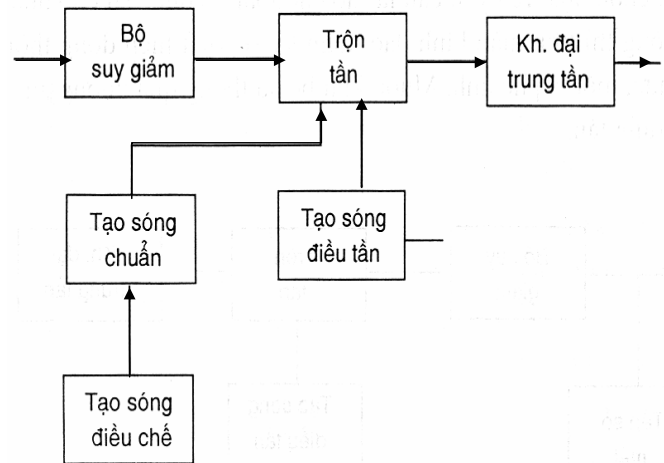 Bộ
suy giảm
Trộn
tần
Kh. đại
trung tần
Tạo sóng
chuẩn
Tạo sóng
điều tần
Tạo sóng
điều chế